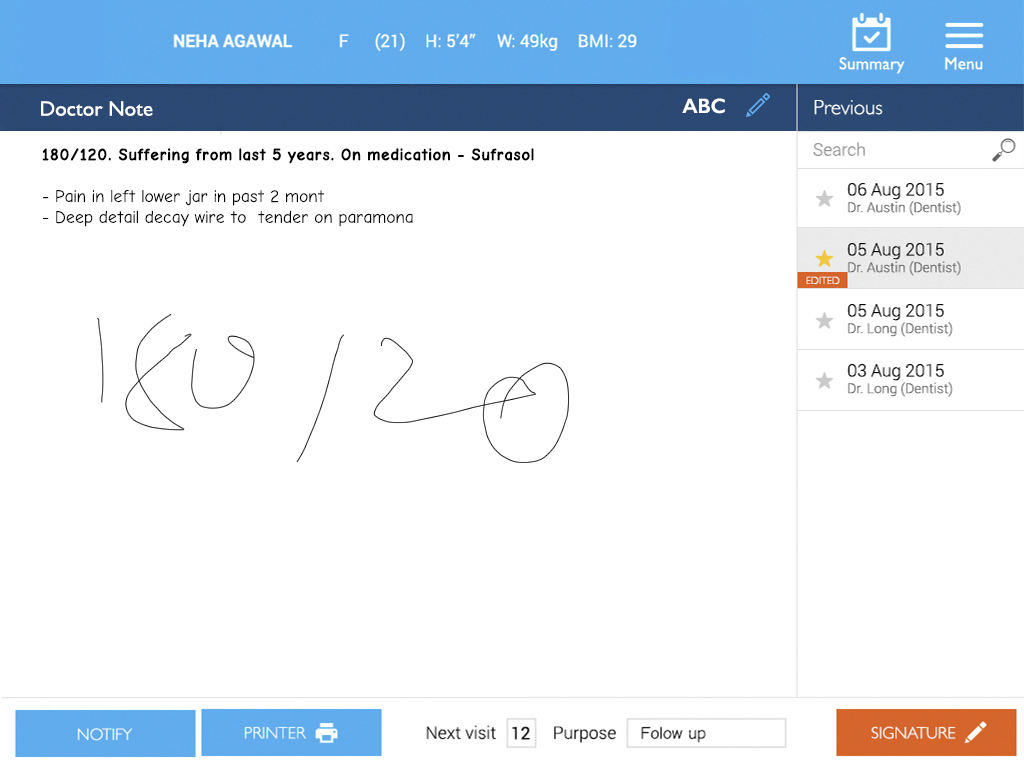 NEHA AGAWAL F (21) H: 5'4" W: 49kg BMI: 29
Summary
Menu
Doctor Note
ABC
Previous
180/120. Suffering from last 5 years. On medication - Sufrasol
- Pain in left lower jar in past 2 mont
- Deep detail decay wire to tender on paramona
180/20
Search
06 Aug 2015
Dr. Austin (Dentist)
05 Aug 2015
Dr. Austin (Dentist)
EDITED
05 Aug 2015
Dr. Long (Dentist)
03 Aug 2015
Dr. Long (Dentist)
NOTIFY
PRINTER
Next visit 12 Purpose Folow up
SIGNATURE